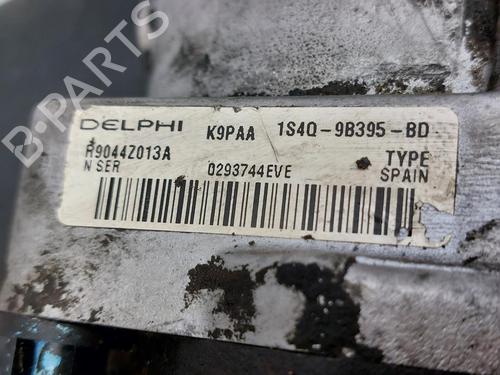 DELPHI K9PAA 1S4Q-9B395-BD
R9044Z013A TYPE
N SER 0293744EVE SPAIN
B-PARTS